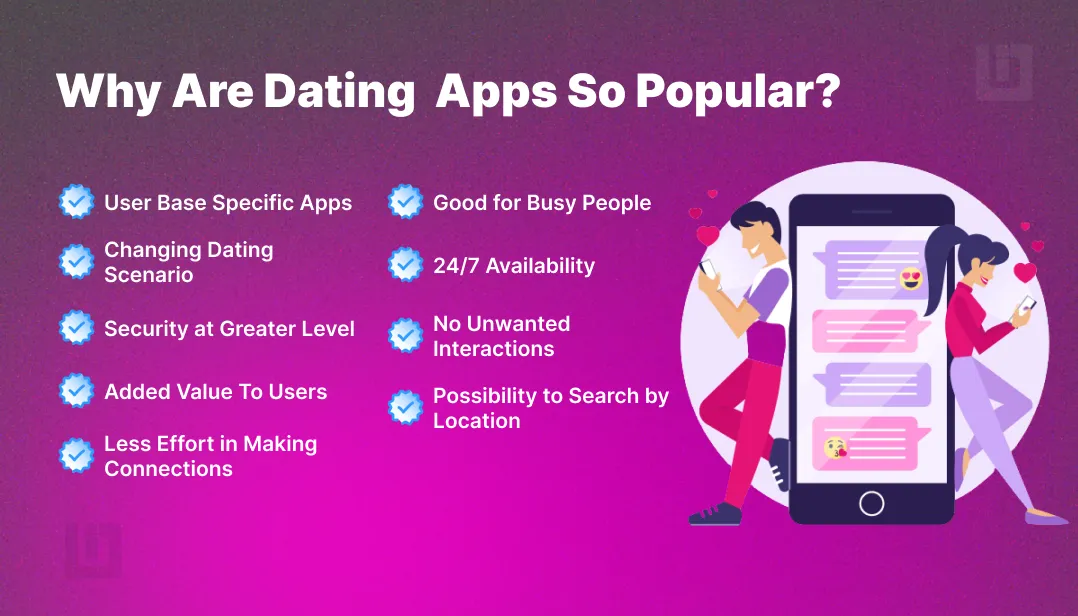 Why Are Dating Apps So Popular?
User Base Specific Apps
Changing Dating
Scenario
Security at Greater Level
Added Value To Users
Less Effort in Making
Connections
Good for Busy People
24/7 Availability
No Unwanted
Interactions
Possibility to Search by
Location